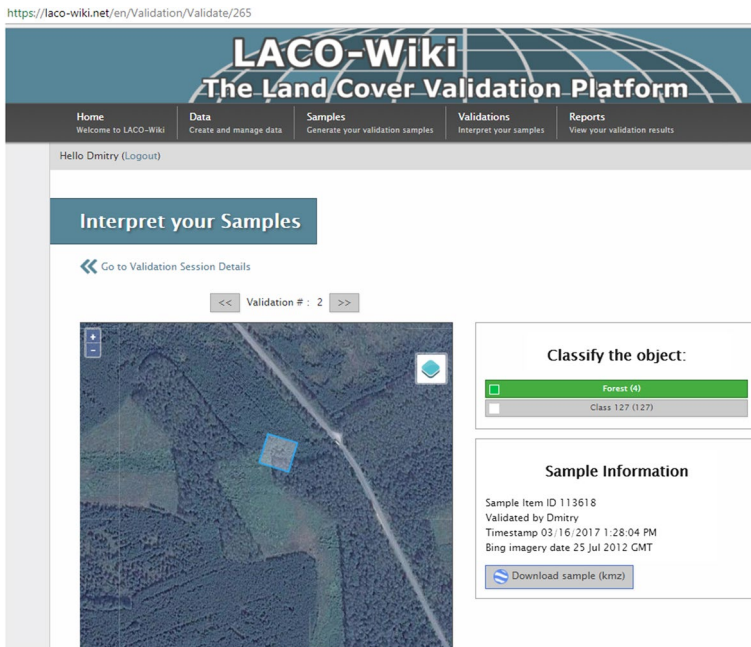 https://laco-wiki.net/en/Validation/Validate/265
LACO-Wiki
The Land Cover Validation Platform
Home Data Samples Validations Reports
Welcome to LACO-Wiki Create and manage data Generate your validation samples Interpret your samples View your validation results
Hello Dmitry (Logout)
Interpret your Samples
Go to Validation Session Details
<< Validation # : 2 >>
+
-
Classify the object:
Forest (4)
Class 127 (127)
Sample Information
Sample Item ID 113618
Validated by Dmitry
Timestamp 03/16/2017 1:28:04 PM
Bing imagery date 25 Jul 2012 GMT
Download sample (kmz)